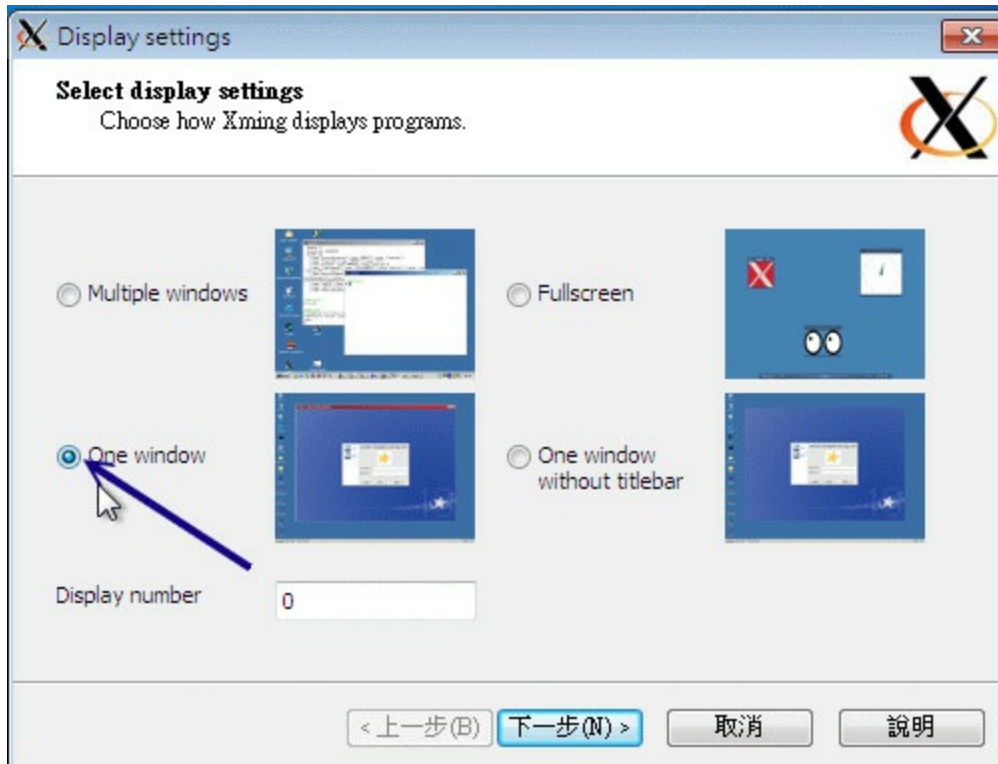 Display settings
Select display settings
Choose how Xming displays programs.
Multiple windows
Fullscreen
One window
One window
without titlebar
Display number
0
<上一步(B)
下一步(N) >
取消
說明